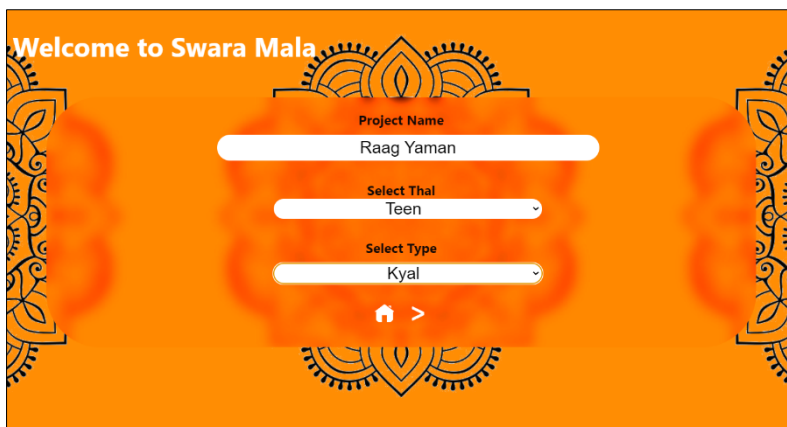 Welcome to Swara Mala
Project Name
Raag Yaman
Select Thal
Teen
Select Type
Kyal
>